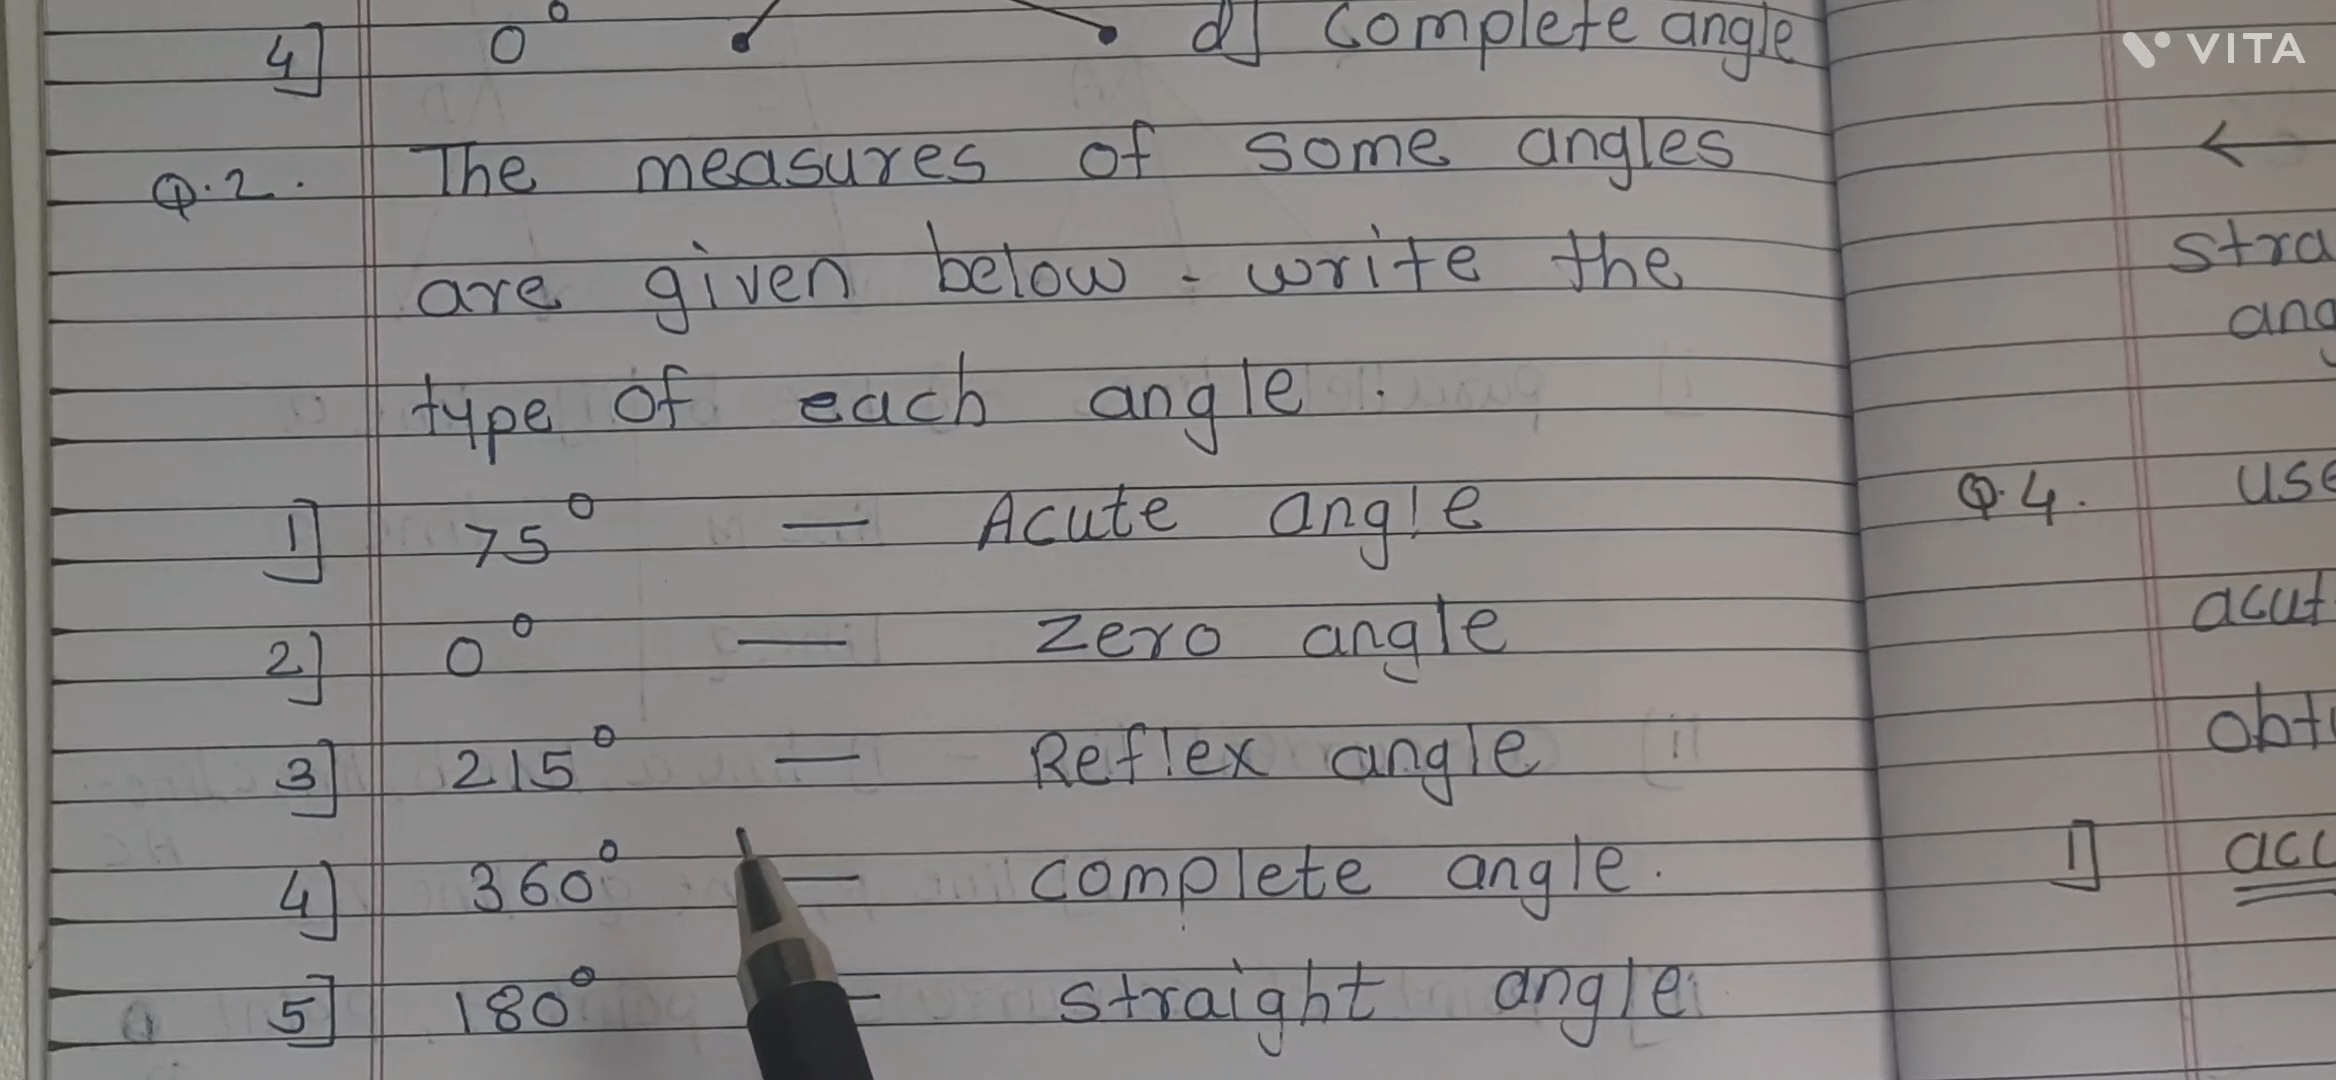 4] 0° d] complete angle
VITA
Q.2. The measures of some angles
are given below. write the
type of each angle.
1] 75° — Acute angle
2] 0° — zero angle
3] 215° — Reflex angle
4] 360° — complete angle.
5] 180° — straight angle.
Q.4. use
1]